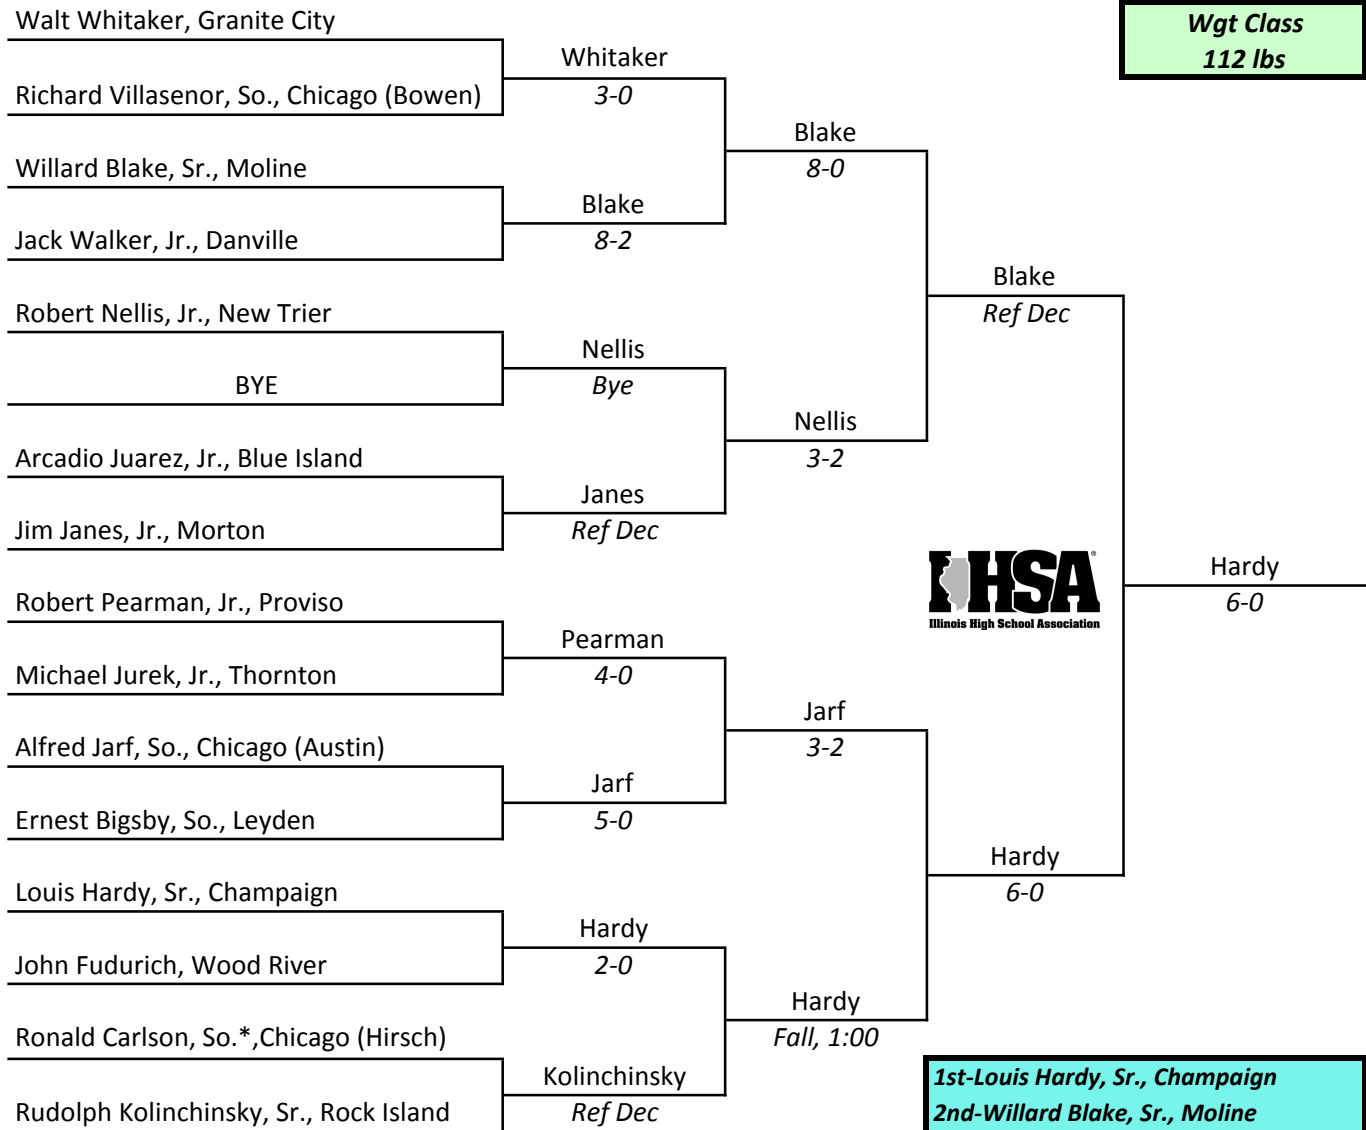 Walt Whitaker, Granite City
Richard Villasenor, So., Chicago (Bowen)
Willard Blake, Sr., Moline
Jack Walker, Jr., Danville
Robert Nellis, Jr., New Trier
BYE
Arcadio Juarez, Jr., Blue Island
Jim Janes, Jr., Morton
Robert Pearman, Jr., Proviso
Michael Jurek, Jr., Thornton
Alfred Jarf, So., Chicago (Austin)
Ernest Bigsby, So., Leyden
Louis Hardy, Sr., Champaign
John Fudurich, Wood River
Ronald Carlson, So.*,Chicago (Hirsch)
Rudolph Kolinchinsky, Sr., Rock Island
Whitaker
3-0
Blake
8-2
Nellis
Bye
Janes
Ref Dec
Pearman
4-0
Jarf
5-0
Hardy
2-0
Kolinchinsky
Ref Dec
Blake
8-0
Nellis
3-2
Jarf
3-2
Hardy
Fall, 1:00
Blake
Ref Dec
Hardy
6-0
Hardy
6-0
Wgt Class
112 lbs
IHSA®
Illinois High School Association
1st-Louis Hardy, Sr., Champaign
2nd-Willard Blake, Sr., Moline